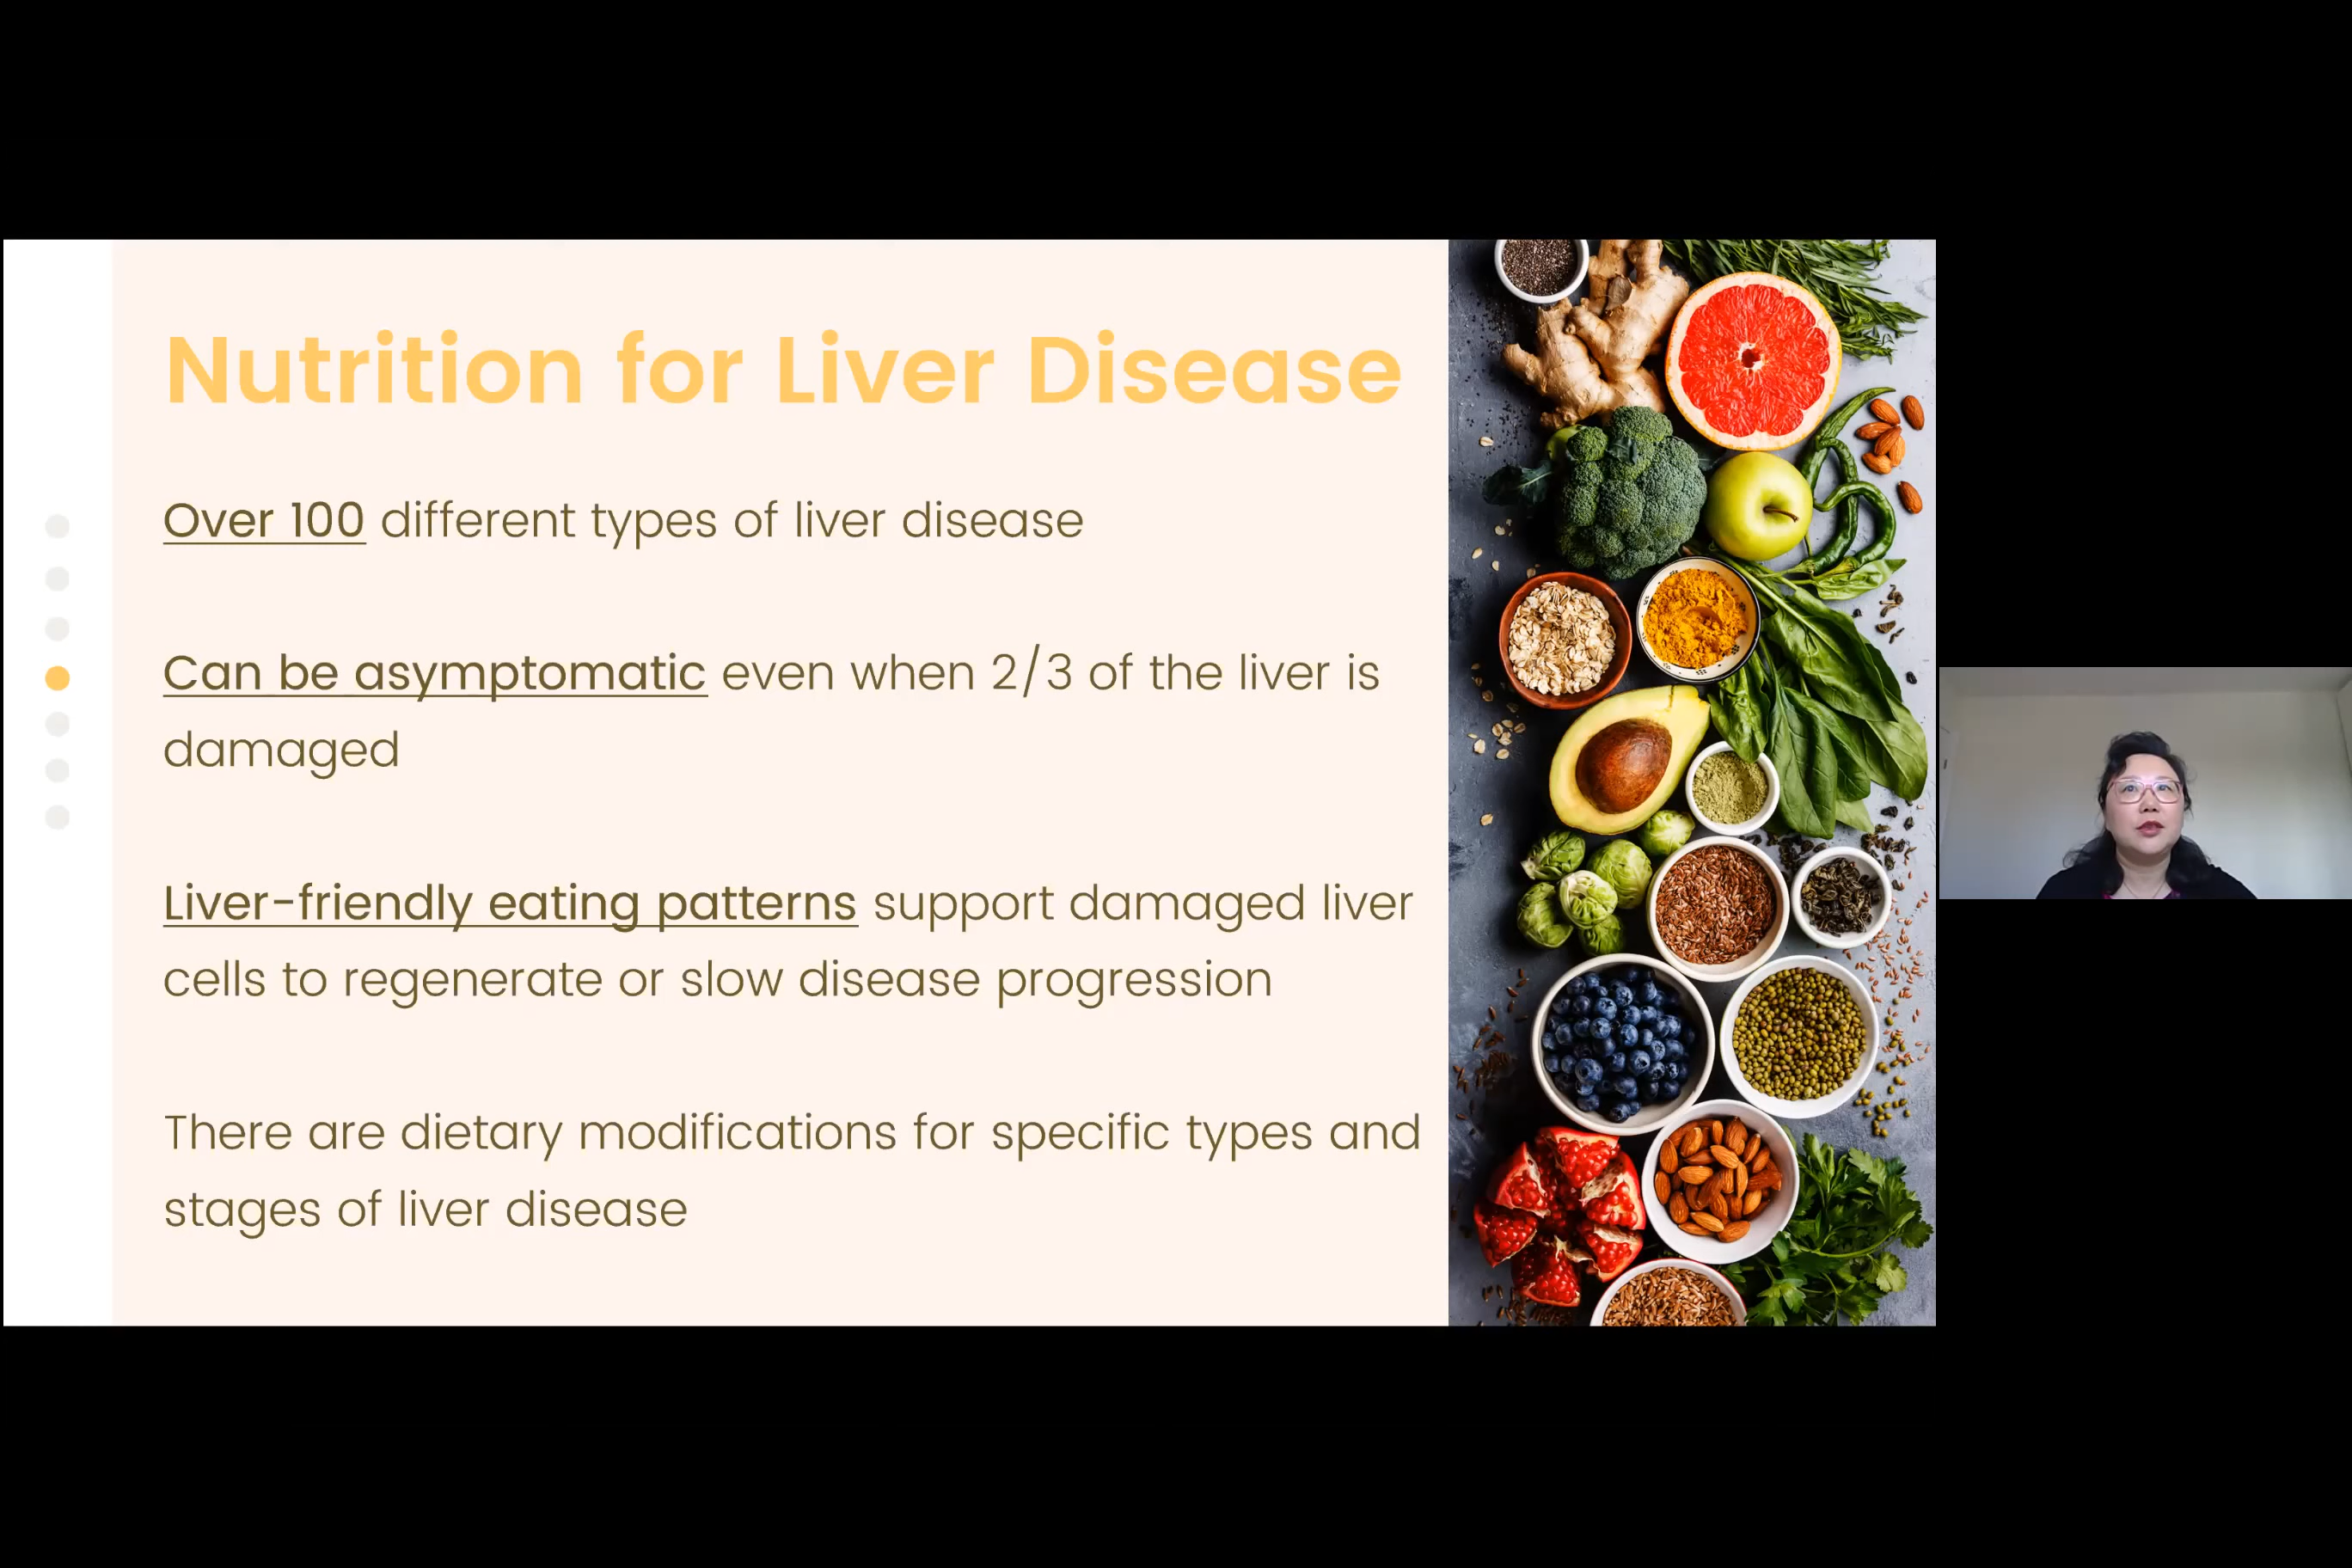 Nutrition for Liver Disease
Over 100 different types of liver disease
Can be asymptomatic even when 2/3 of the liver is
damaged
Liver-friendly eating patterns support damaged liver
cells to regenerate or slow disease progression
There are dietary modifications for specific types and
stages of liver disease